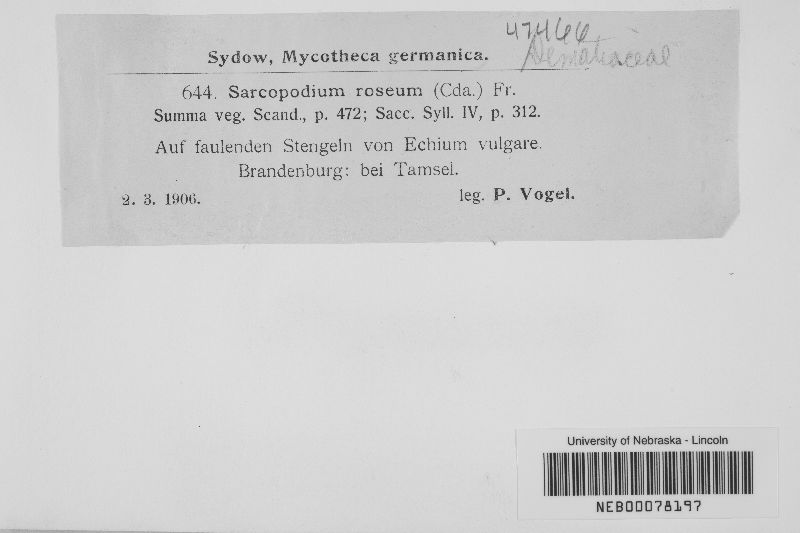 47466
Dematiaceae
Sydow, Mycotheca germanica.
644. Sarcopodium roseum (Cda.) Fr.
Summa veg. Scand., p. 472; Sacc. Syll. IV, p. 312.
Auf faulenden Stengeln von Echium vulgare.
Brandenburg: bei Tamsel.
2. 3. 1906. leg. P. Vogel.
University of Nebraska - Lincoln
NEB00078197